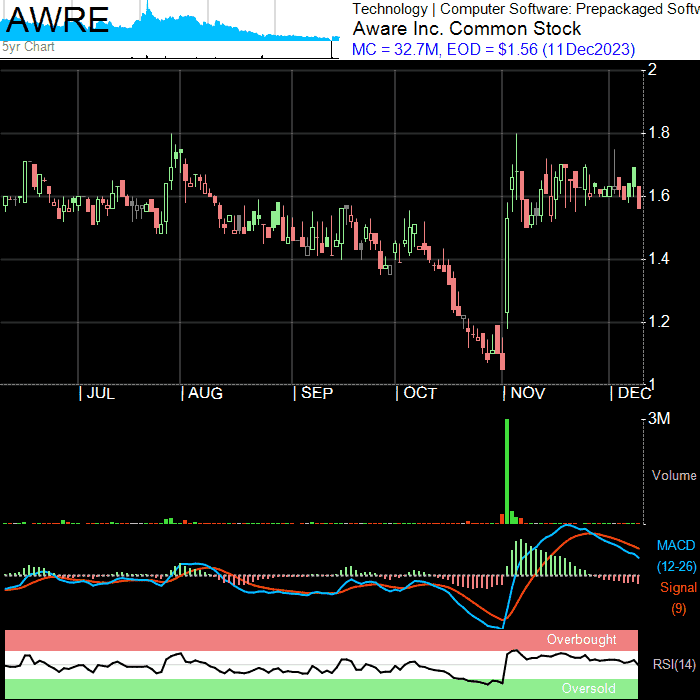 AWRE
5yr Chart
Technology | Computer Software: Prepackaged Softw
Aware Inc. Common Stock
MC = 32.7M, EOD = $1.56 (11Dec2023)
2
1.8
1.6
1.4
1.2
1
JUL AUG SEP OCT NOV DEC
3M
Volume
MACD
(12-26)
Signal
(9)
Overbought
RSI(14)
Oversold